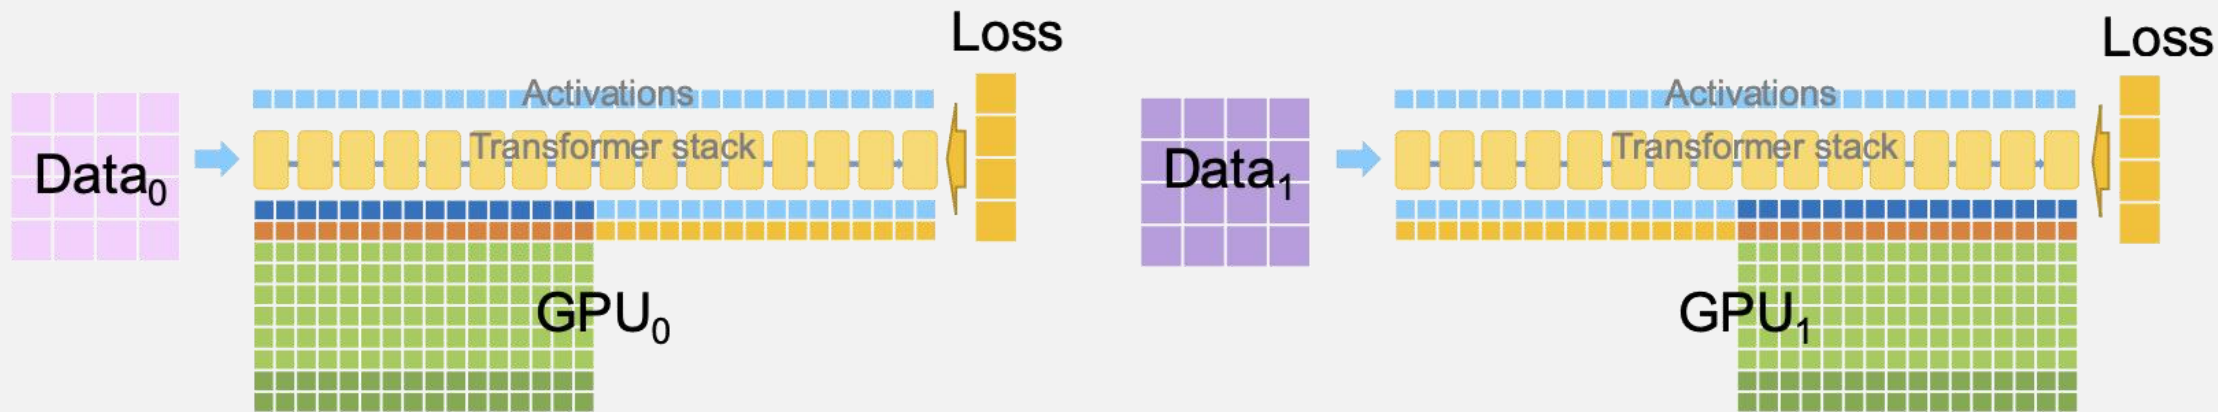 Loss
Activations
Transformer stack
Data₀
GPU₀
Loss
Activations
Transformer stack
Data₁
GPU₁